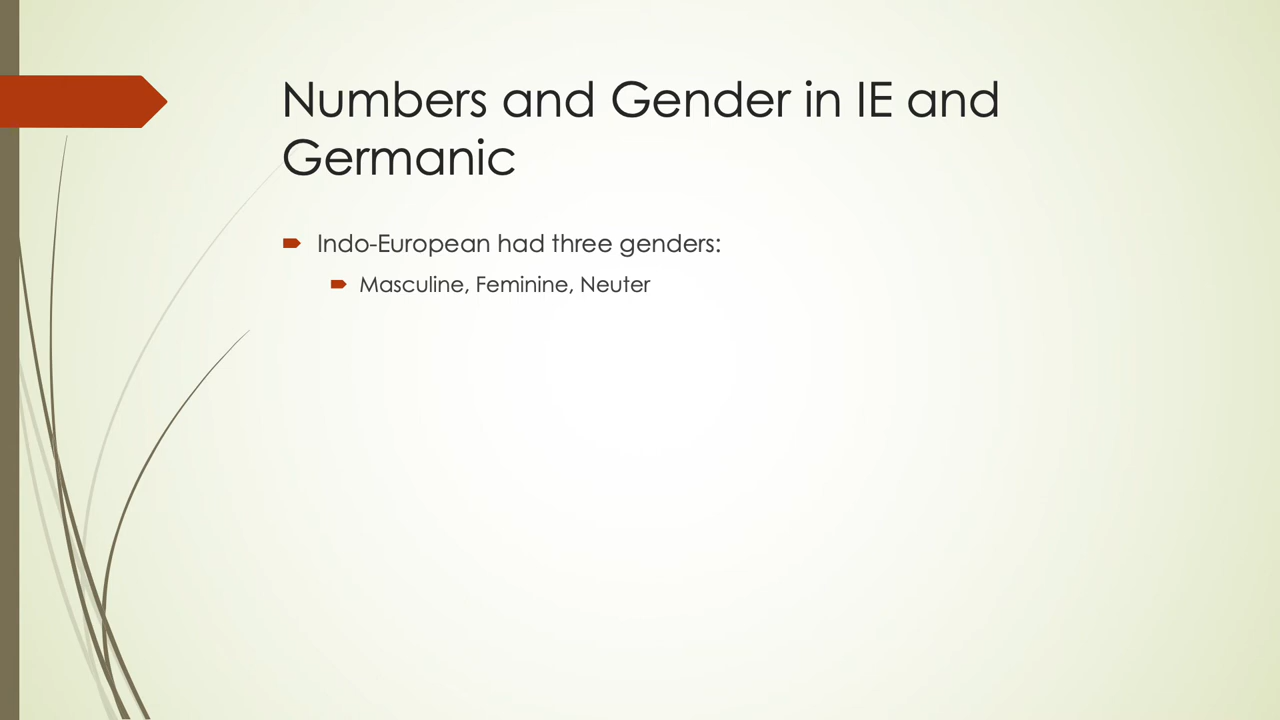 Numbers and Gender in IE and
Germanic
Indo-European had three genders:
Masculine, Feminine, Neuter